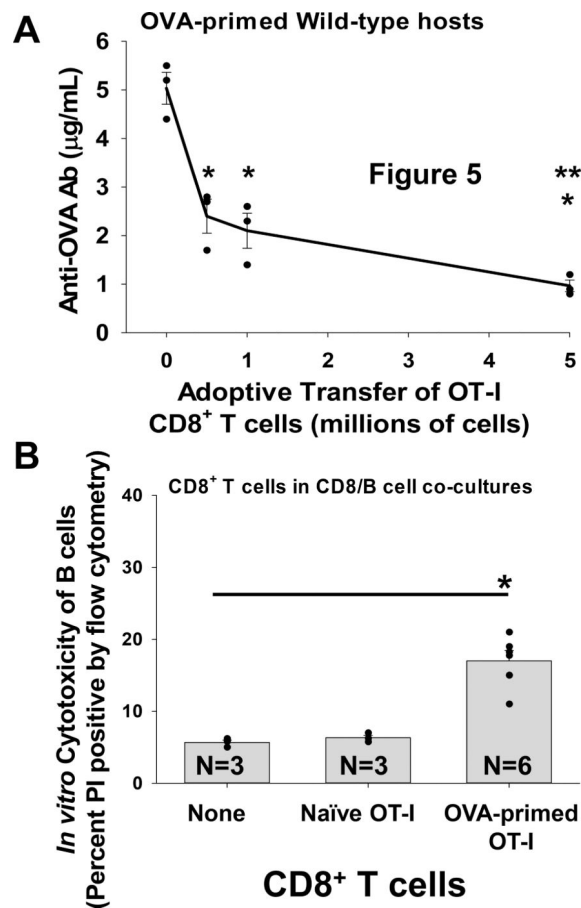 A
OVA-primed Wild-type hosts
Anti-OVA Ab (μg/mL)
6
5
4
3
2
1
0
* * Figure 5 **
*
0 1 2 3 4 5
Adoptive Transfer of OT-I
CD8⁺ T cells (millions of cells)
B
CD8⁺ T cells in CD8/B cell co-cultures
In vitro Cytotoxicity of B cells
(Percent PI positive by flow cytometry)
40
30
20
10
0
*
N=3 N=3 N=6
None Naïve OT-I OVA-primed
OT-I
CD8⁺ T cells